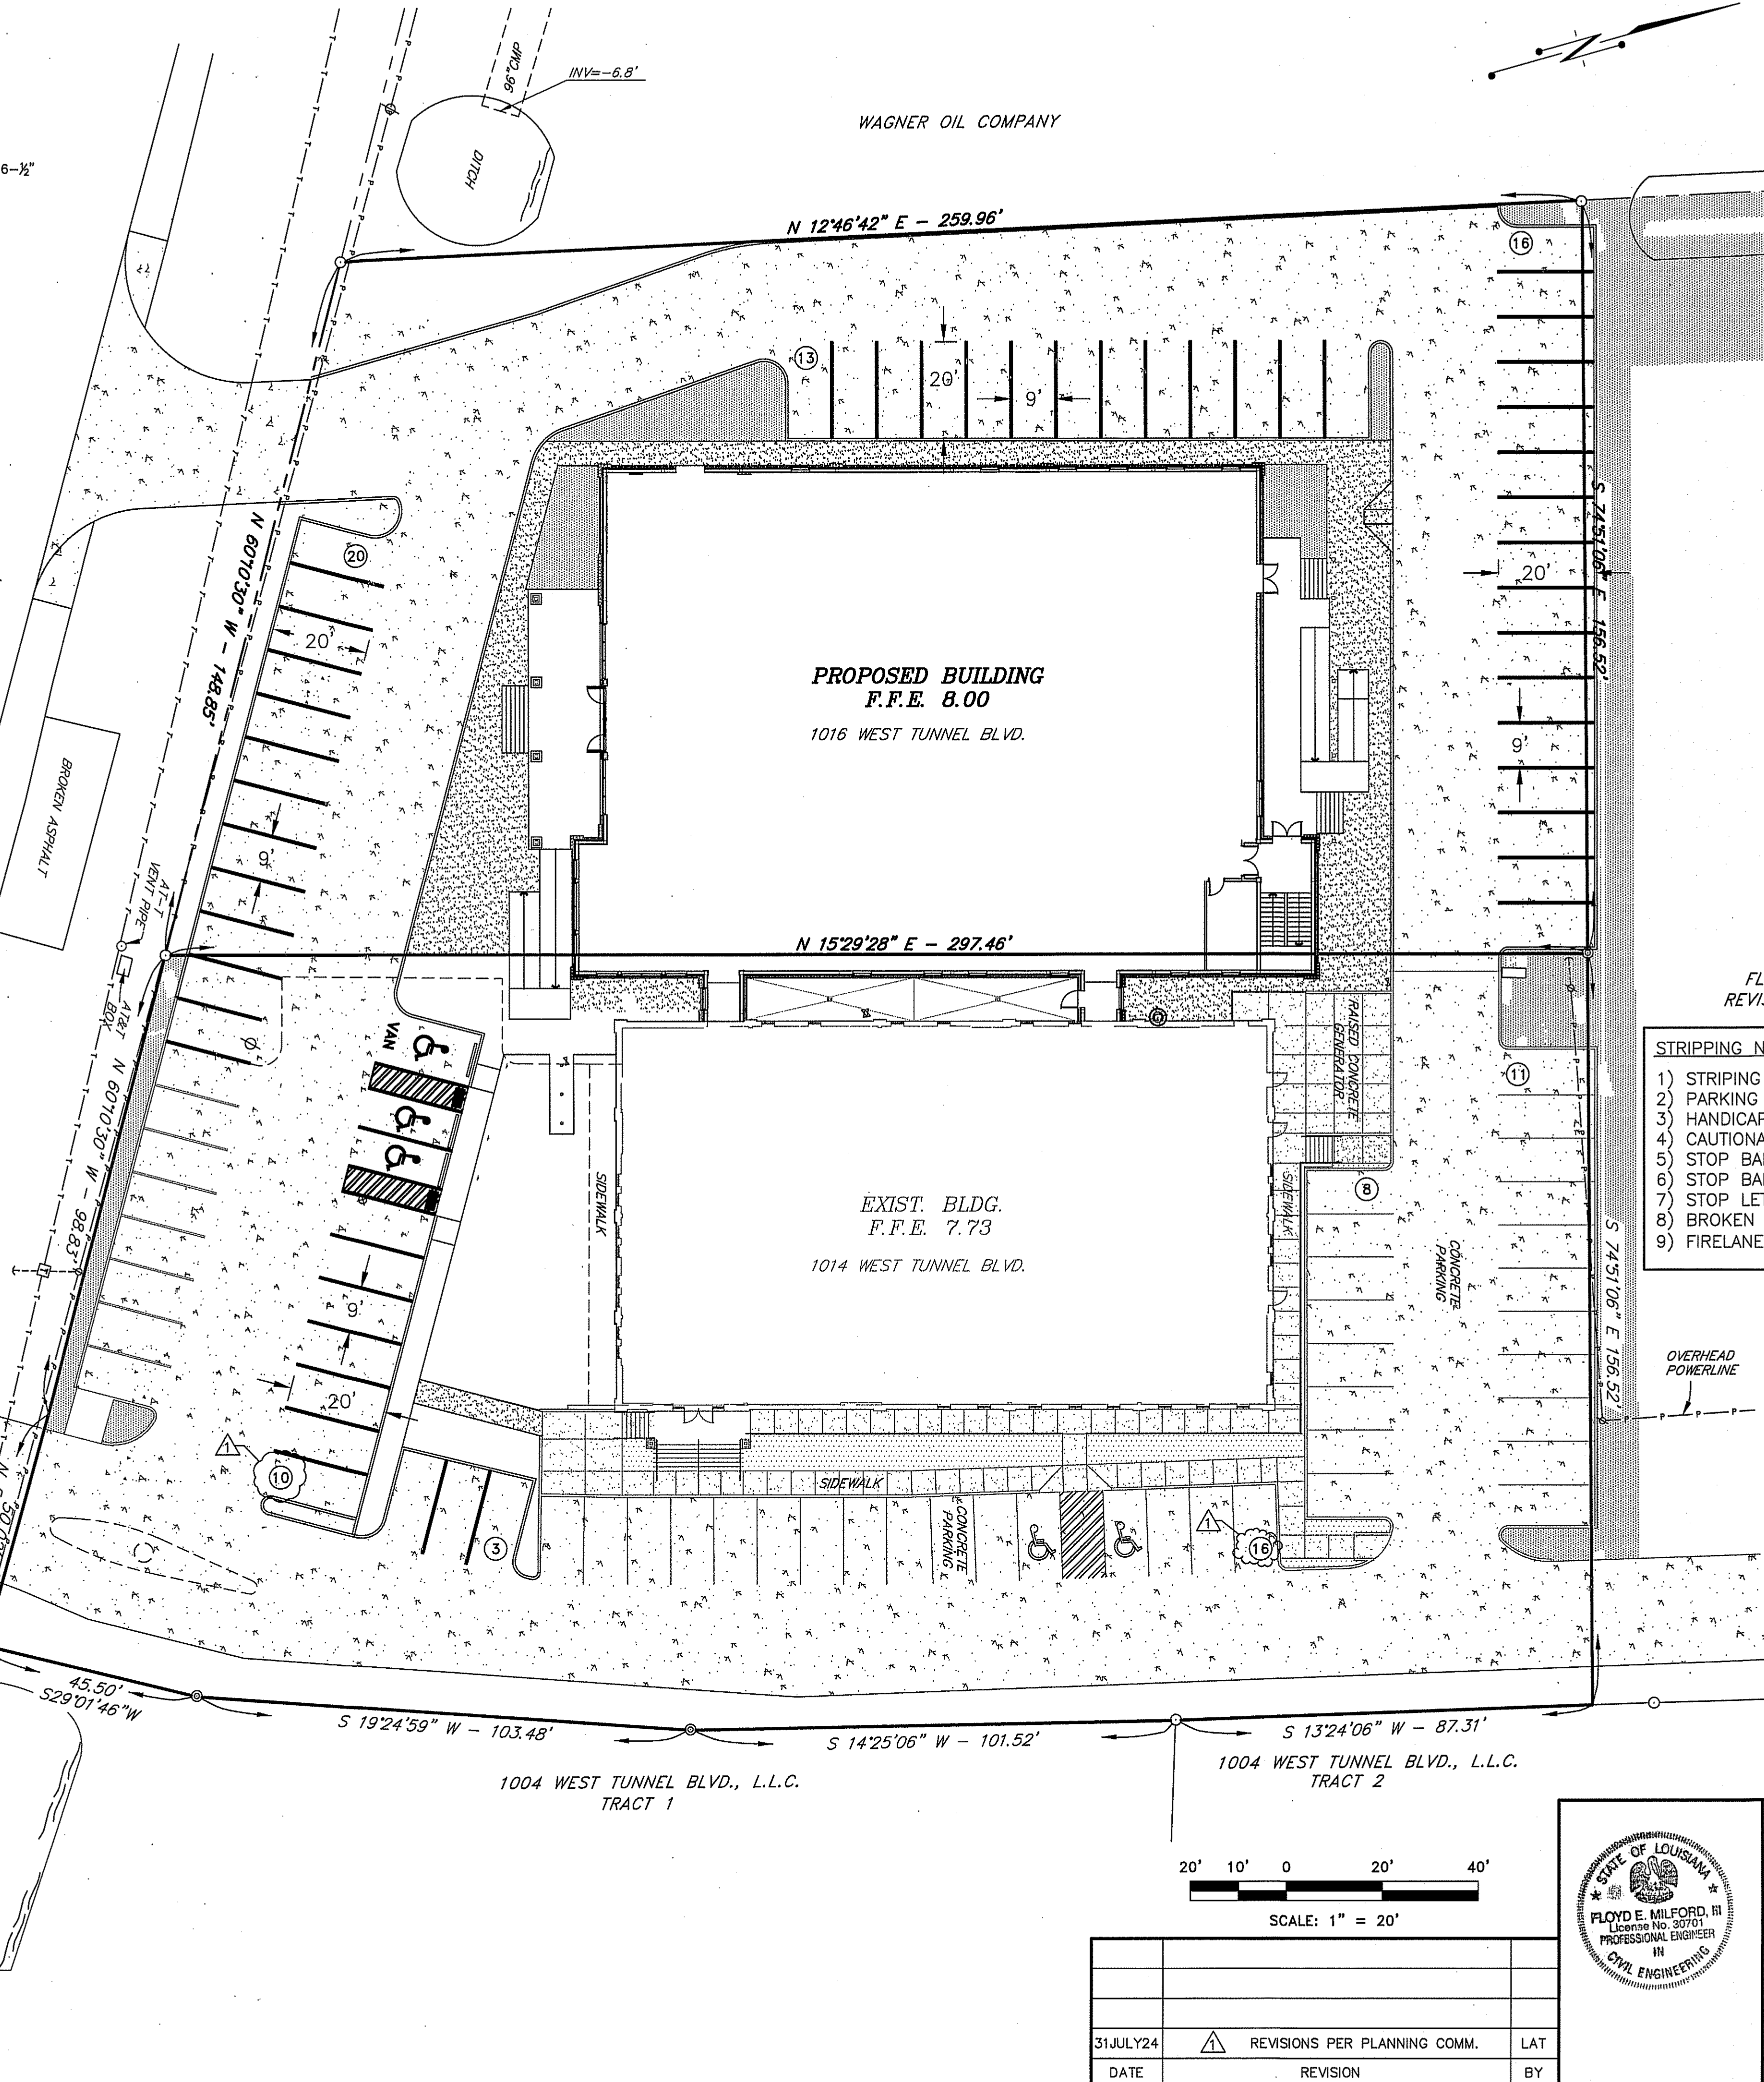 6-½"
96"CMP
INV=-6.8'
DITCH
WAGNER OIL COMPANY
N
N 12°46'42" E - 259.96'
16
13
20'
9'
20
20'
9'
N 60°10'30" W - 148.85'
BROKEN ASPHALT
AT-T
VENT PIPE
AT&T
BOX
PROPOSED BUILDING
F.F.E. 8.00
1016 WEST TUNNEL BLVD.
20'
9'
S 74°51'06" E 156.52'
N 15°29'28" E - 297.46'
VAN
N 60°10'30" W - 98.83'
RAISED CONCRETE
GENERATOR
11
8
SIDEWALK
SIDEWALK
EXIST. BLDG.
F.F.E. 7.73
1014 WEST TUNNEL BLVD.
CONCRETE
PARKING
S 74°51'06" E 156.52'
FL
REVI
STRIPPING N
1) STRIPING
2) PARKING
3) HANDICAP
4) CAUTIONA
5) STOP BA
6) STOP BA
7) STOP LET
8) BROKEN
9) FIRELANE
OVERHEAD
POWERLINE
9'
20'
1
10
3
SIDEWALK
CONCRETE
PARKING
1
16
45.50'
S29°01'46"W
S 19°24'59" W - 103.48'
S 14°25'06" W - 101.52'
S 13°24'06" W - 87.31'
1004 WEST TUNNEL BLVD., L.L.C.
TRACT 1
1004 WEST TUNNEL BLVD., L.L.C.
TRACT 2
20' 10' 0 20' 40'
SCALE: 1" = 20'
STATE OF LOUISIANA
FLOYD E. MILFORD, III
License No. 30701
PROFESSIONAL ENGINEER
IN
CIVIL ENGINEERING
31JULY24 1 REVISIONS PER PLANNING COMM. LAT
DATE REVISION BY